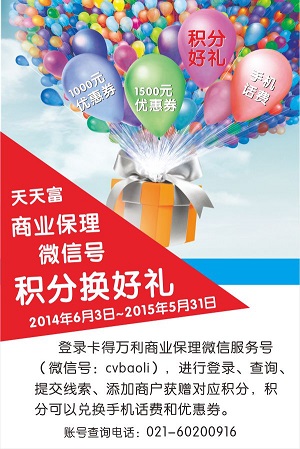 积分
好礼
1000元
优惠券
1500元
优惠券
手机
话费
天天富
商业保理
微信号
积分换好礼
2014年6月3日~2015年5月31日
登录卡得万利商业保理微信服务号
（微信号：cvbaoli），进行登录、查询、
提交线索、添加商户获赠对应积分，积
分可以兑换手机话费和优惠券。
账号查询电话：021-60200916